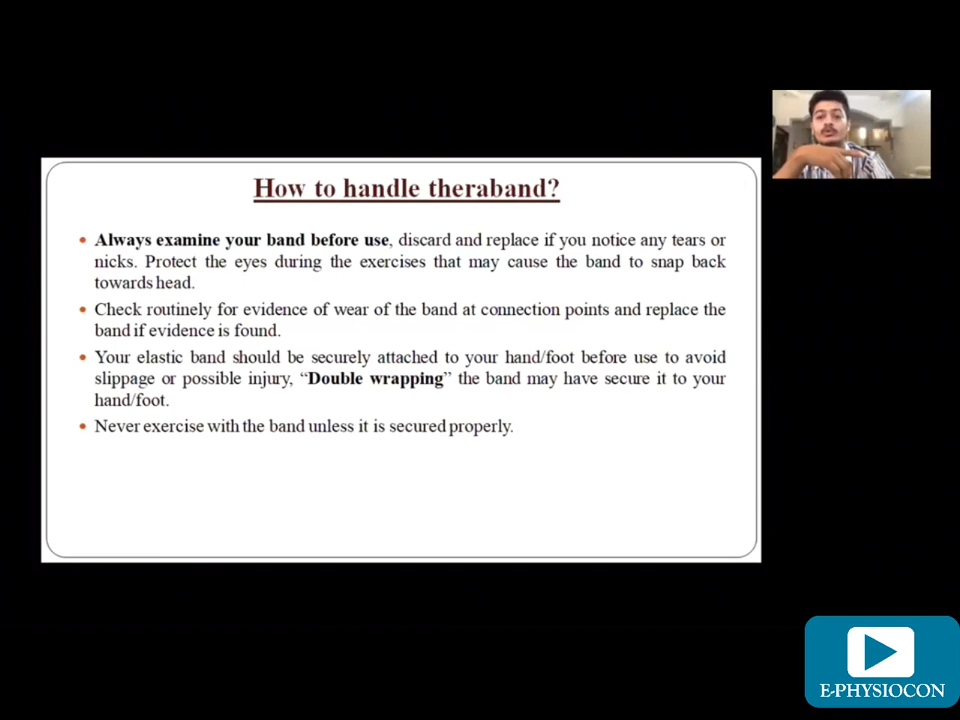 How to handle theraband?
Always examine your band before use, discard and replace if you notice any tears or
nicks. Protect the eyes during the exercises that may cause the band to snap back
towards head.
Check routinely for evidence of wear of the band at connection points and replace the
band if evidence is found.
Your elastic band should be securely attached to your hand/foot before use to avoid
slippage or possible injury, “Double wrapping” the band may have secure it to your
hand/foot.
Never exercise with the band unless it is secured properly.
E-PHYSIOCON